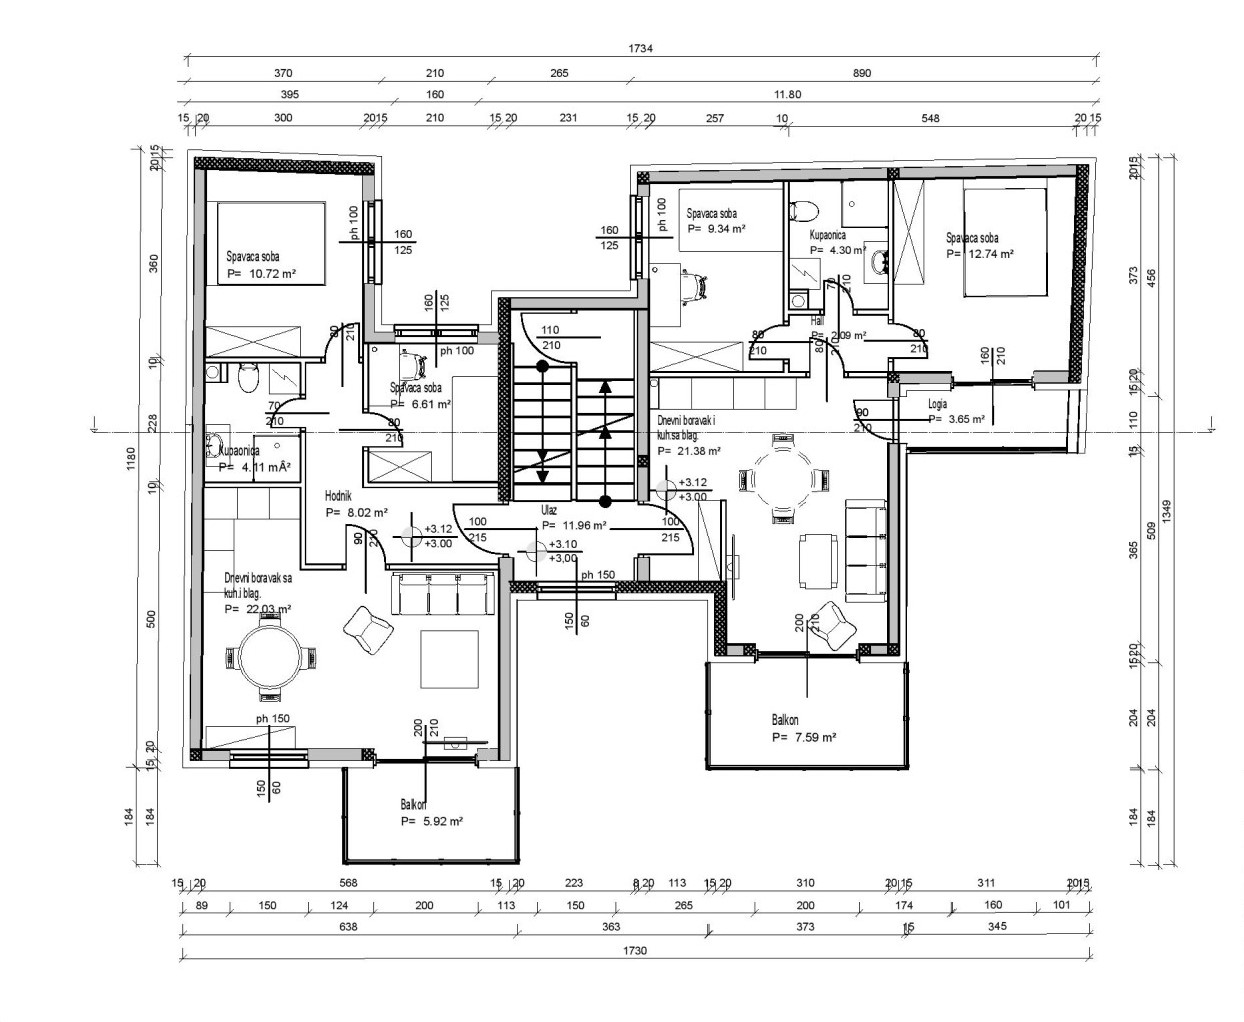 1734
370 210 265 890
395 160 11.80
15 20 300 20 15 210 15 20 231 15 20 257 10 548 20 15
20 15
360
10
228
10
500
20
15
1180
184 184
20 15
373
15 20
110
15
365
15 20
204
184
456
509
204
184
1349
ph 100
160
125
160
125
ph 100
160
125
ph 100
Spavaca soba
P= 10.72 m²
80
210
Spavaca soba
P= 6.61 m²
80
210
70
210
Kupaonica
P= 4.11 mÂ²
110
210
Spavaca soba
P= 9.34 m²
Kupaonica
P= 4.30 m²
70
210
Spavaca soba
P= 12.74 m²
Hall
P= 2.09 m²
80
210
80
210
80
210
160
210
Logia
P= 3.65 m²
90
210
Dnevni boravak i
kuh.sa blag.
P= 21.38 m²
+3.12
+3.00
Hodnik
P= 8.02 m²
90
210
+3.12
+3.00
100
215
Ulaz
P= 11.96 m²
100
215
+3.10
+3,00
ph 150
150
60
Dnevni boravak sa
kuh.i blag.
P= 22.03 m²
ph 150
150
60
200
210
200
210
Balkon
P= 7.59 m²
Balkon
P= 5.92 m²
15 20 568 15 20 223 8 20 113 15 20 310 20 15 311 20 15
89 150 124 200 113 150 265 200 174 160 101
638 363 373 15 345
1730